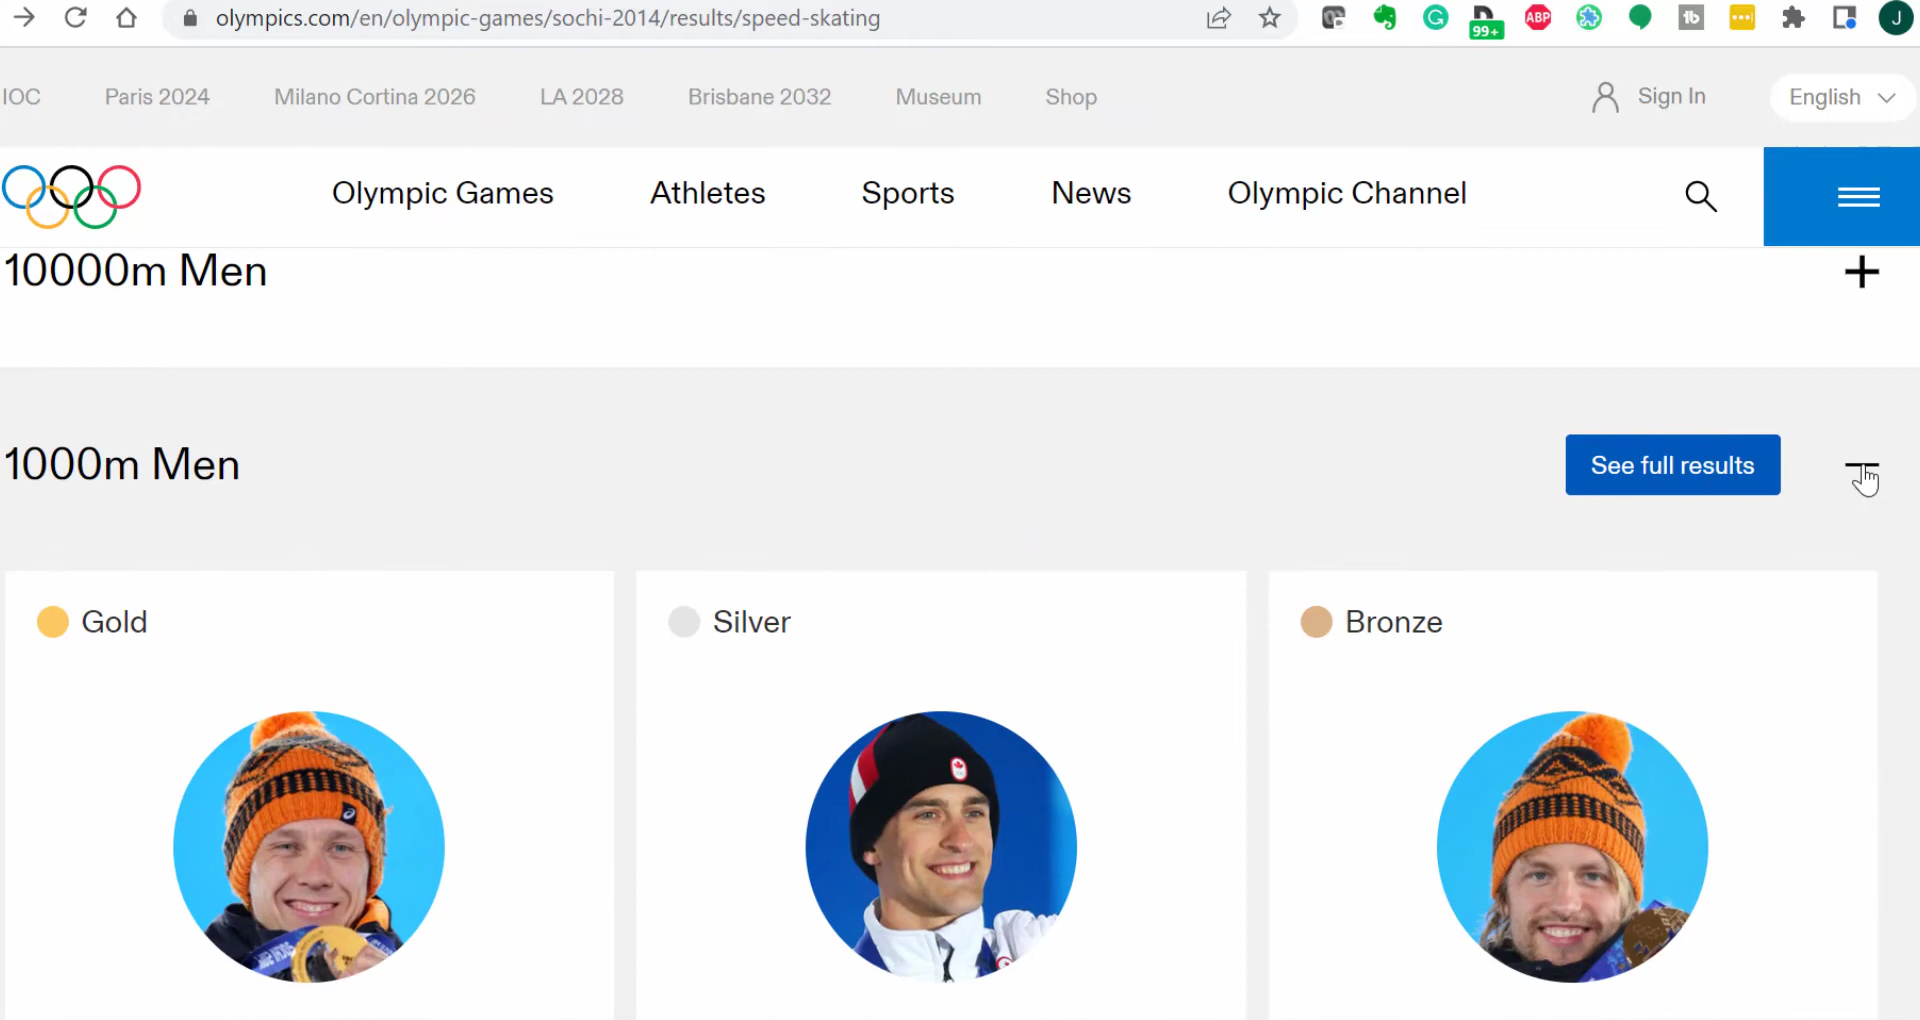 olympics.com/en/olympic-games/sochi-2014/results/speed-skating
99+
ABP
tb
J
IOC Paris 2024 Milano Cortina 2026 LA 2028 Brisbane 2032 Museum Shop Sign In English
Olympic Games Athletes Sports News Olympic Channel
10000m Men
1000m Men See full results
Gold Silver Bronze